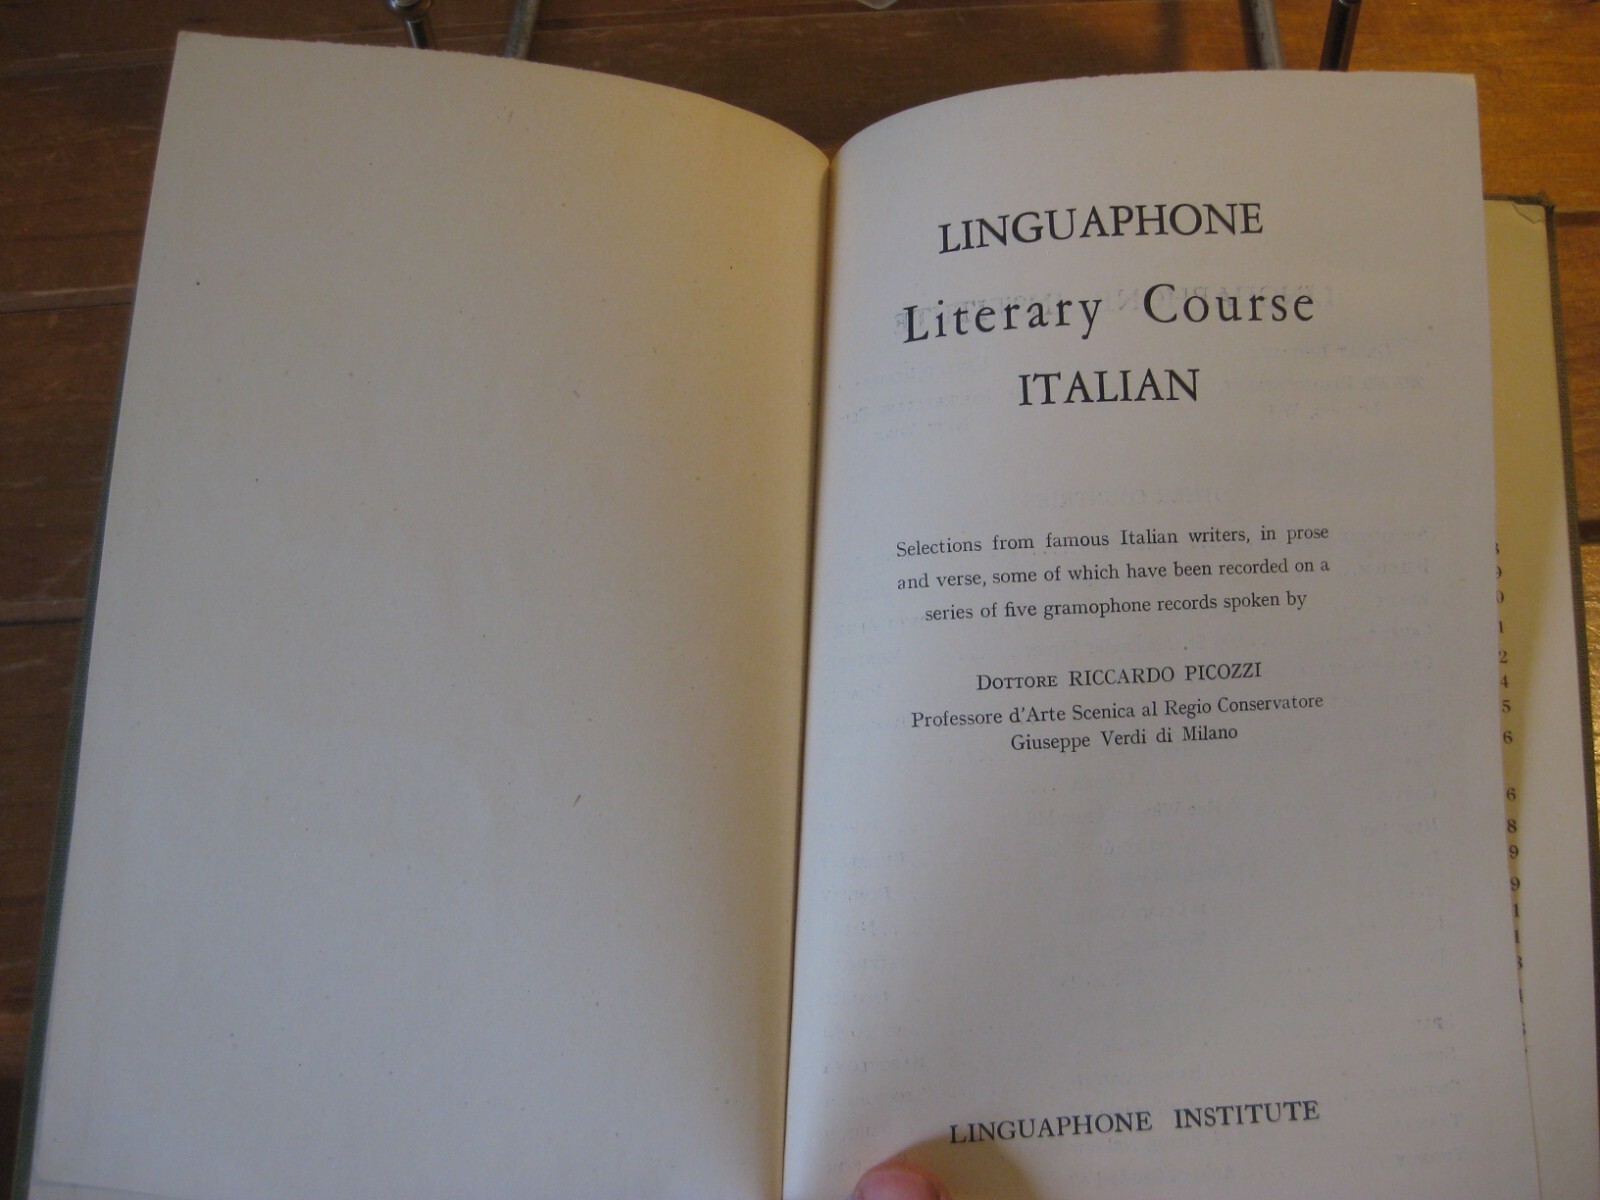 LINGUAPHONE
Literary Course
ITALIAN
Selections from famous Italian writers, in prose
and verse, some of which have been recorded on a
series of five gramophone records spoken by
DOTTORE RICCARDO PICOZZI
Professore d'Arte Scenica al Regio Conservatore
Giuseppe Verdi di Milano
LINGUAPHONE INSTITUTE